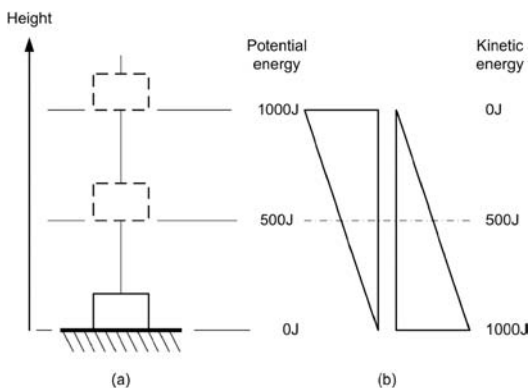 Height
Potential
energy
Kinetic
energy
1000J
0J
500J
500J
0J
1000J
(a)
(b)